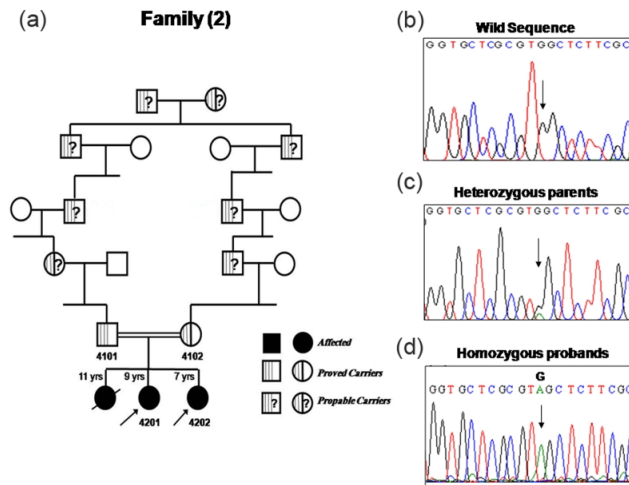 (a)
Family (2)
?
?
?
?
?
?
?
?
4101
4102
11 yrs
9 yrs
7 yrs
4201
4202
Affected
Proved Carriers
?
?
Propable Carriers
(b)
Wild Sequence
G G T G C T C G C G T G G C T C T T C G C
(c)
Heterozygous parents
G G T G C T C G C G T G G C T C T T C G C
(d)
Homozygous probands
G
G G T G C T C G C G T A G C T C T T C G C